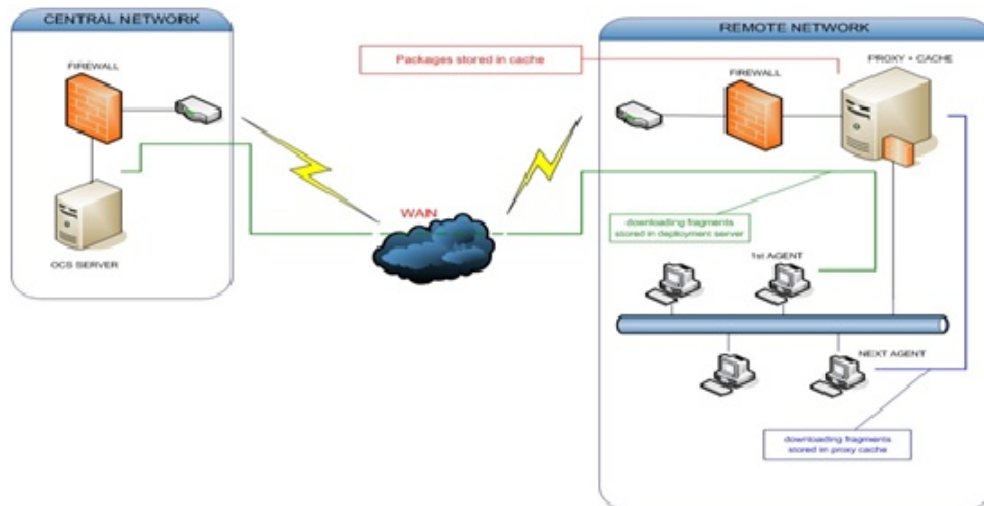 CENTRAL NETWORK
FIREWALL
OCS SERVER
WAIN
Packages stored in cache
REMOTE NETWORK
FIREWALL
PROXY + CACHE
downloading fragments
stored in deployment server
1st AGENT
NEXT AGENT
downloading fragments
stored in proxy cache